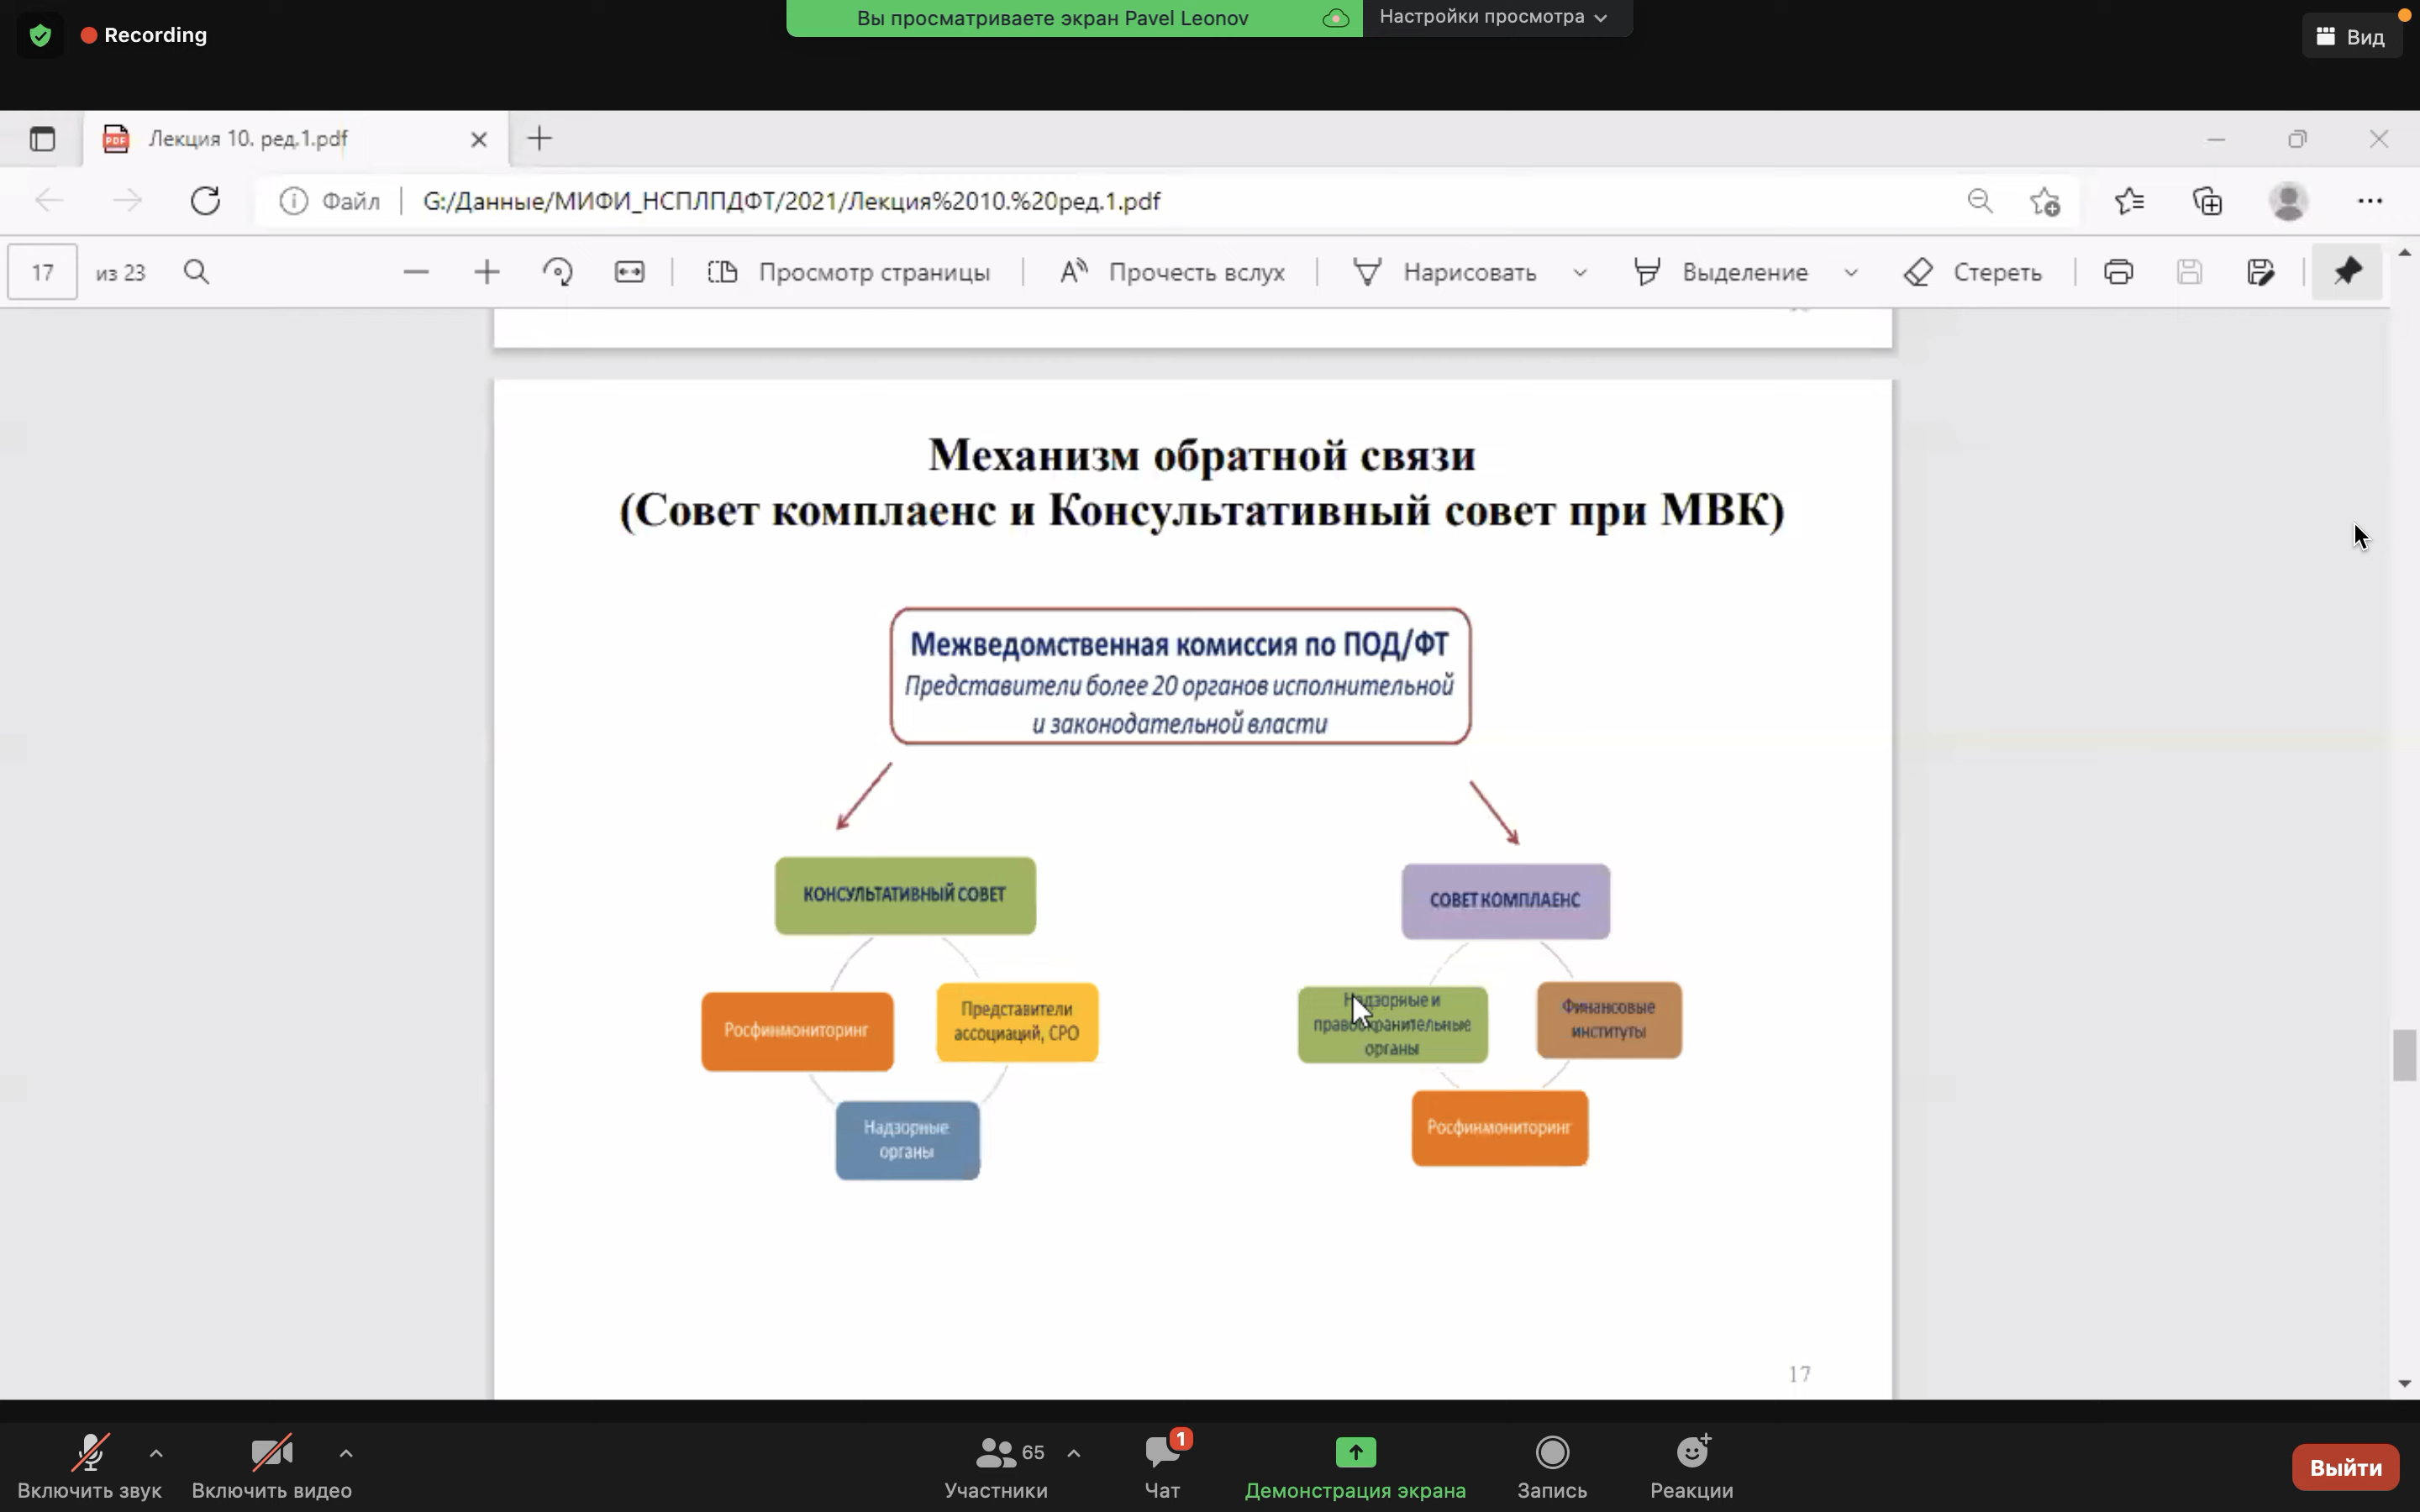 Recording
Вы просматриваете экран Pavel Leonov
Настройки просмотра
Вид
Лекция 10. ред.1.pdf
Файл
G:/Данные/МИФИ_НСПЛПДФТ/2021/Лекция%2010.%20ред.1.pdf
17 из 23
Просмотр страницы
Прочесть вслух
Нарисовать
Выделение
Стереть
Механизм обратной связи
(Совет комплаенс и Консультативный совет при МВК)
Межведомственная комиссия по ПОД/ФТ
Представители более 20 органов исполнительной
и законодательной власти
КОНСУЛЬТАТИВНЫЙ СОВЕТ
Росфинмониторинг
Представители
ассоциаций, СРО
Надзорные
органы
СОВЕТ КОМПЛАЕНС
Надзорные и
правоохранительные
органы
Финансовые
институты
Росфинмониторинг
17
Включить звук
Включить видео
65
Участники
1
Чат
Демонстрация экрана
Запись
Реакции
Выйти